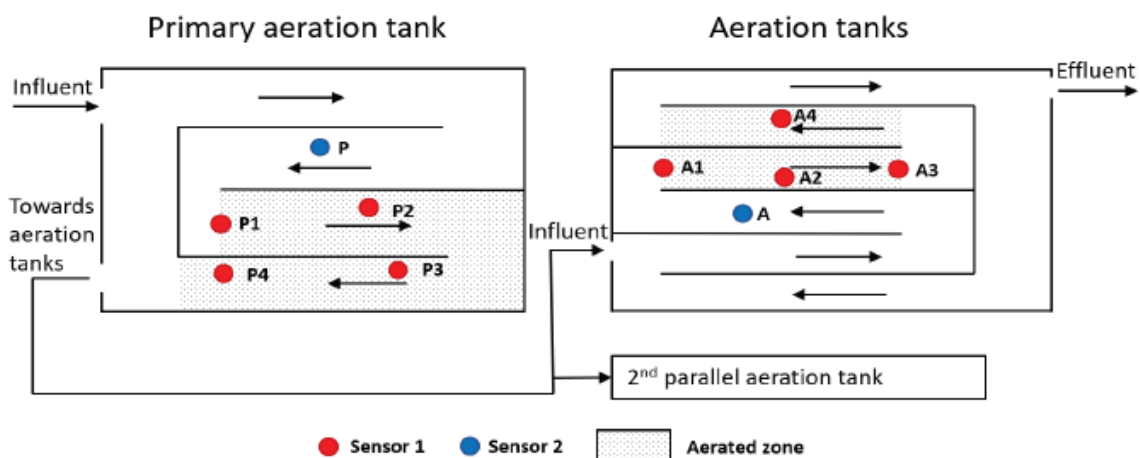 Primary aeration tank
Aeration tanks
Influent
Effluent
P
A4
A1
A2
A3
P1
P2
Towards
aeration
tanks
Influent
A
P4
P3
2nd parallel aeration tank
Sensor 1
Sensor 2
Aerated zone